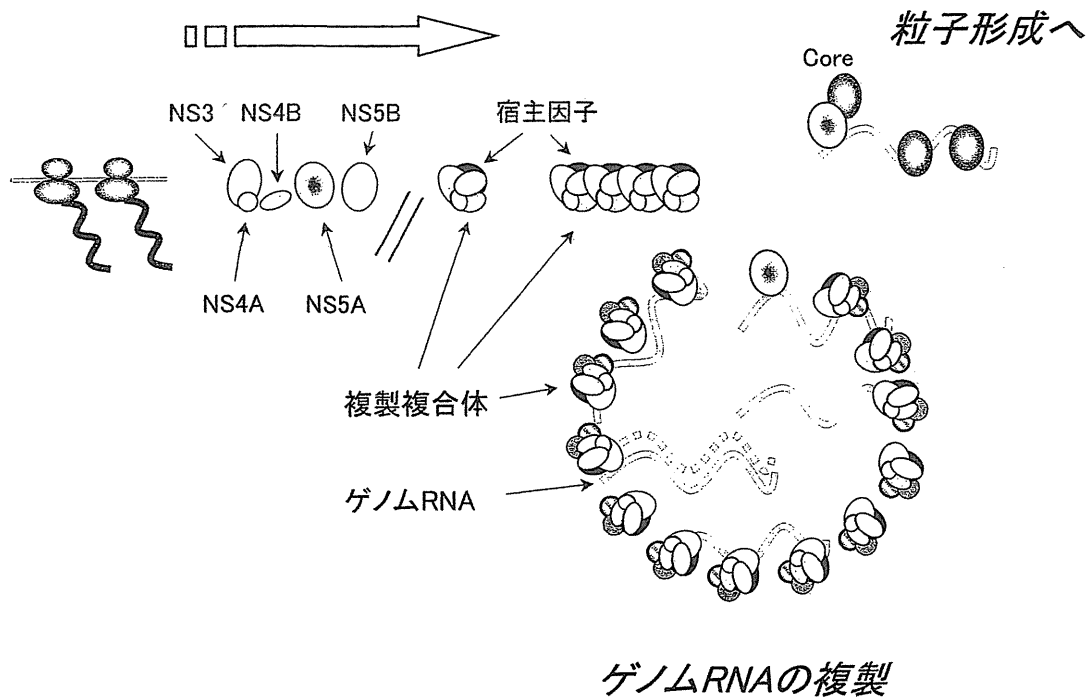 粒子形成へ
Core
NS3 NS4B NS5B 宿主因子
NS4A NS5A
複製複合体
ゲノムRNA
ゲノムRNAの複製